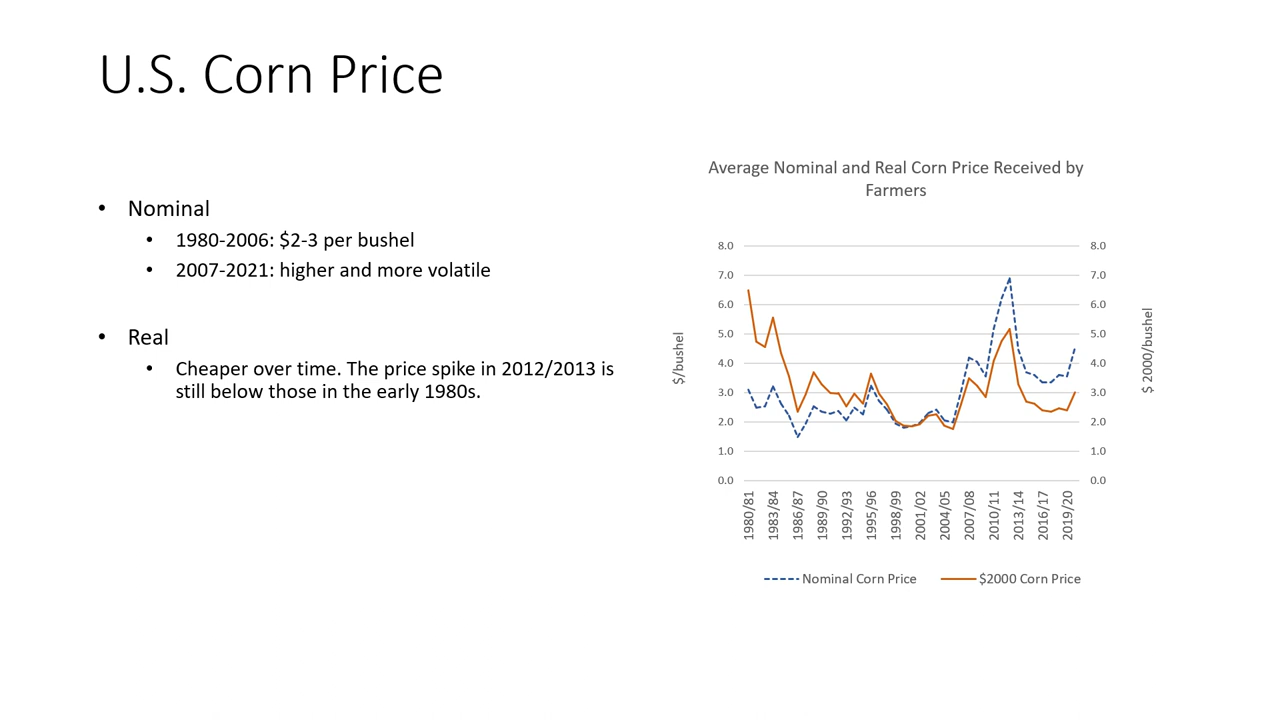 U.S. Corn Price
• Nominal
• 1980-2006: $2-3 per bushel
• 2007-2021: higher and more volatile
• Real
• Cheaper over time. The price spike in 2012/2013 is
still below those in the early 1980s.
Average Nominal and Real Corn Price Received by
Farmers
8.0
7.0
6.0
5.0
4.0
3.0
2.0
1.0
0.0
$/bushel
8.0
7.0
6.0
5.0
4.0
3.0
2.0
1.0
0.0
$ 2000/bushel
1980/81
1983/84
1986/87
1989/90
1992/93
1995/96
1998/99
2001/02
2004/05
2007/08
2010/11
2013/14
2016/17
2019/20
Nominal Corn Price
$2000 Corn Price